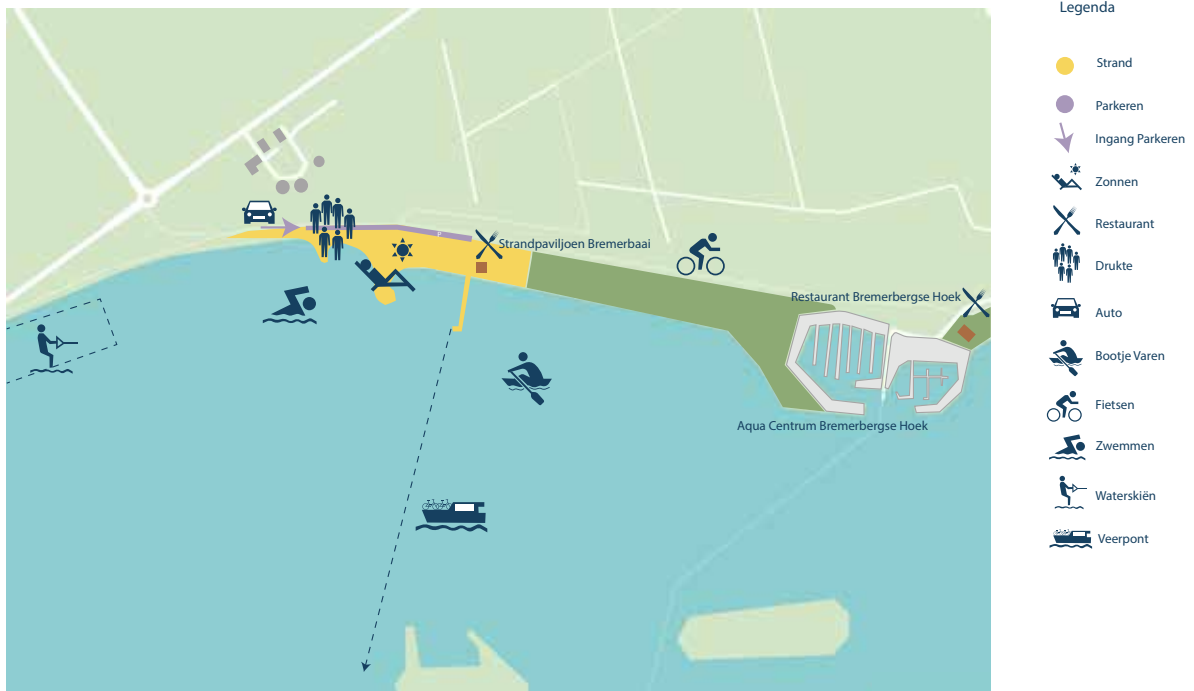 Legenda
Strand
Parkeren
Ingang Parkeren
Zonnen
Restaurant
Drukte
Auto
Bootje Varen
Fietsen
Zwemmen
Waterskiën
Veerpont
P
Strandpaviljoen Bremerbaai
Restaurant Bremerbergse Hoek
Aqua Centrum Bremerbergse Hoek